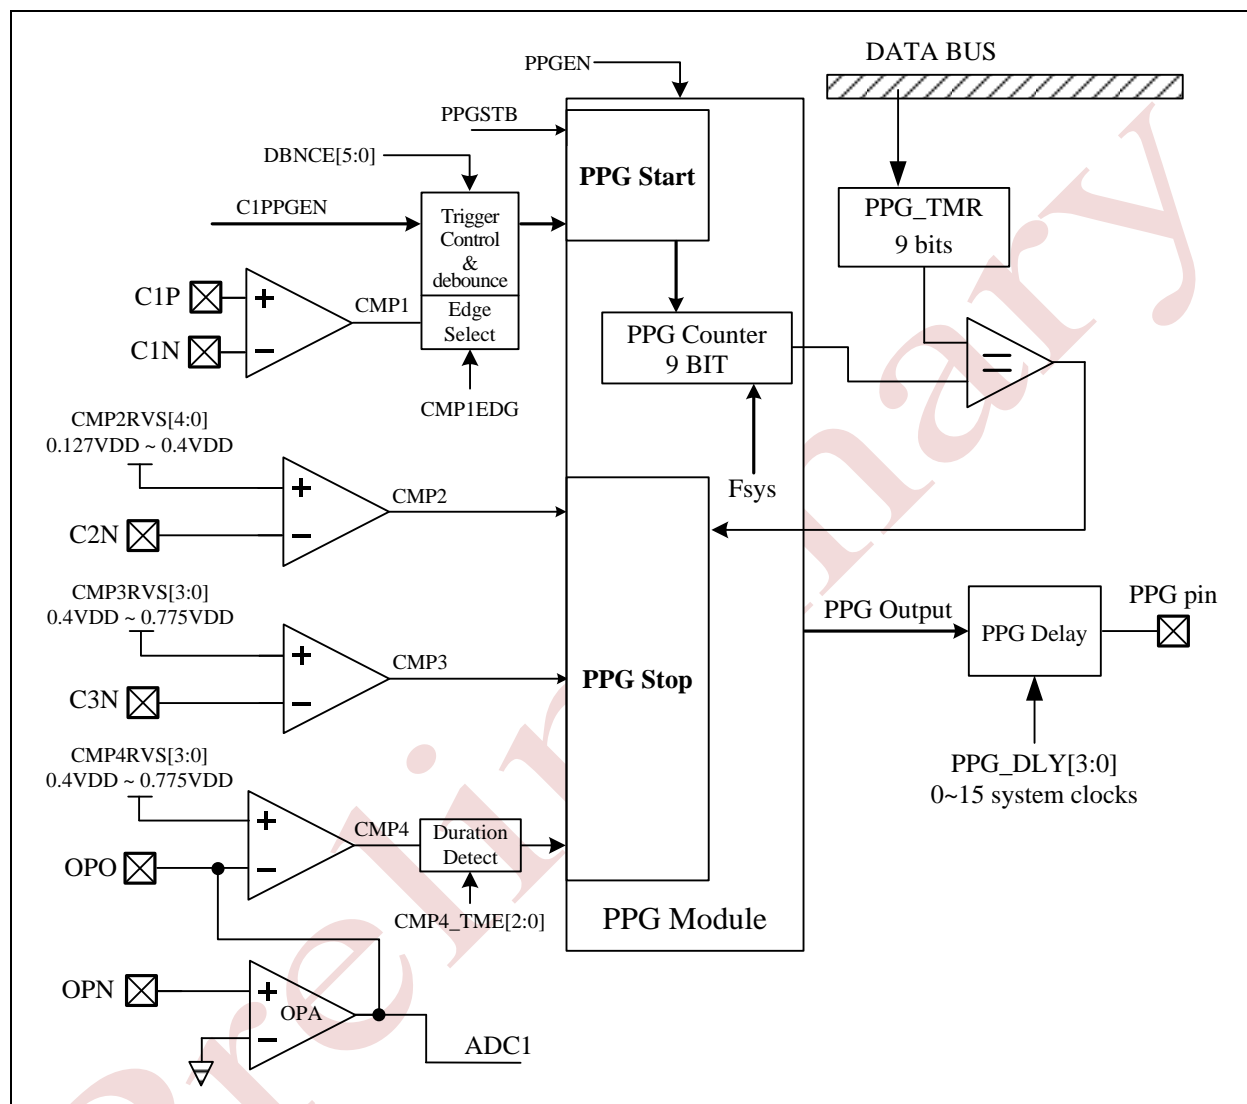 DATA BUS
PPGEN
PPGSTB
DBNCE[5:0]
PPG Start
C1PPGEN
Trigger
Control
&
debounce
PPG_TMR
9 bits
C1P
+
CMP1
Edge
Select
C1N
−
PPG Counter
9 BIT
=
CMP1EDG
CMP2RVS[4:0]
0.127VDD ~ 0.4VDD
Fsys
+
CMP2
C2N
−
CMP3RVS[3:0]
0.4VDD ~ 0.775VDD
+
CMP3
C3N
−
PPG Stop
PPG Output
PPG Delay
PPG pin
PPG_DLY[3:0]
0~15 system clocks
CMP4RVS[3:0]
0.4VDD ~ 0.775VDD
+
CMP4
Duration
Detect
OPO
−
CMP4_TME[2:0]
PPG Module
OPN
+
OPA
−
ADC1
Preliminary